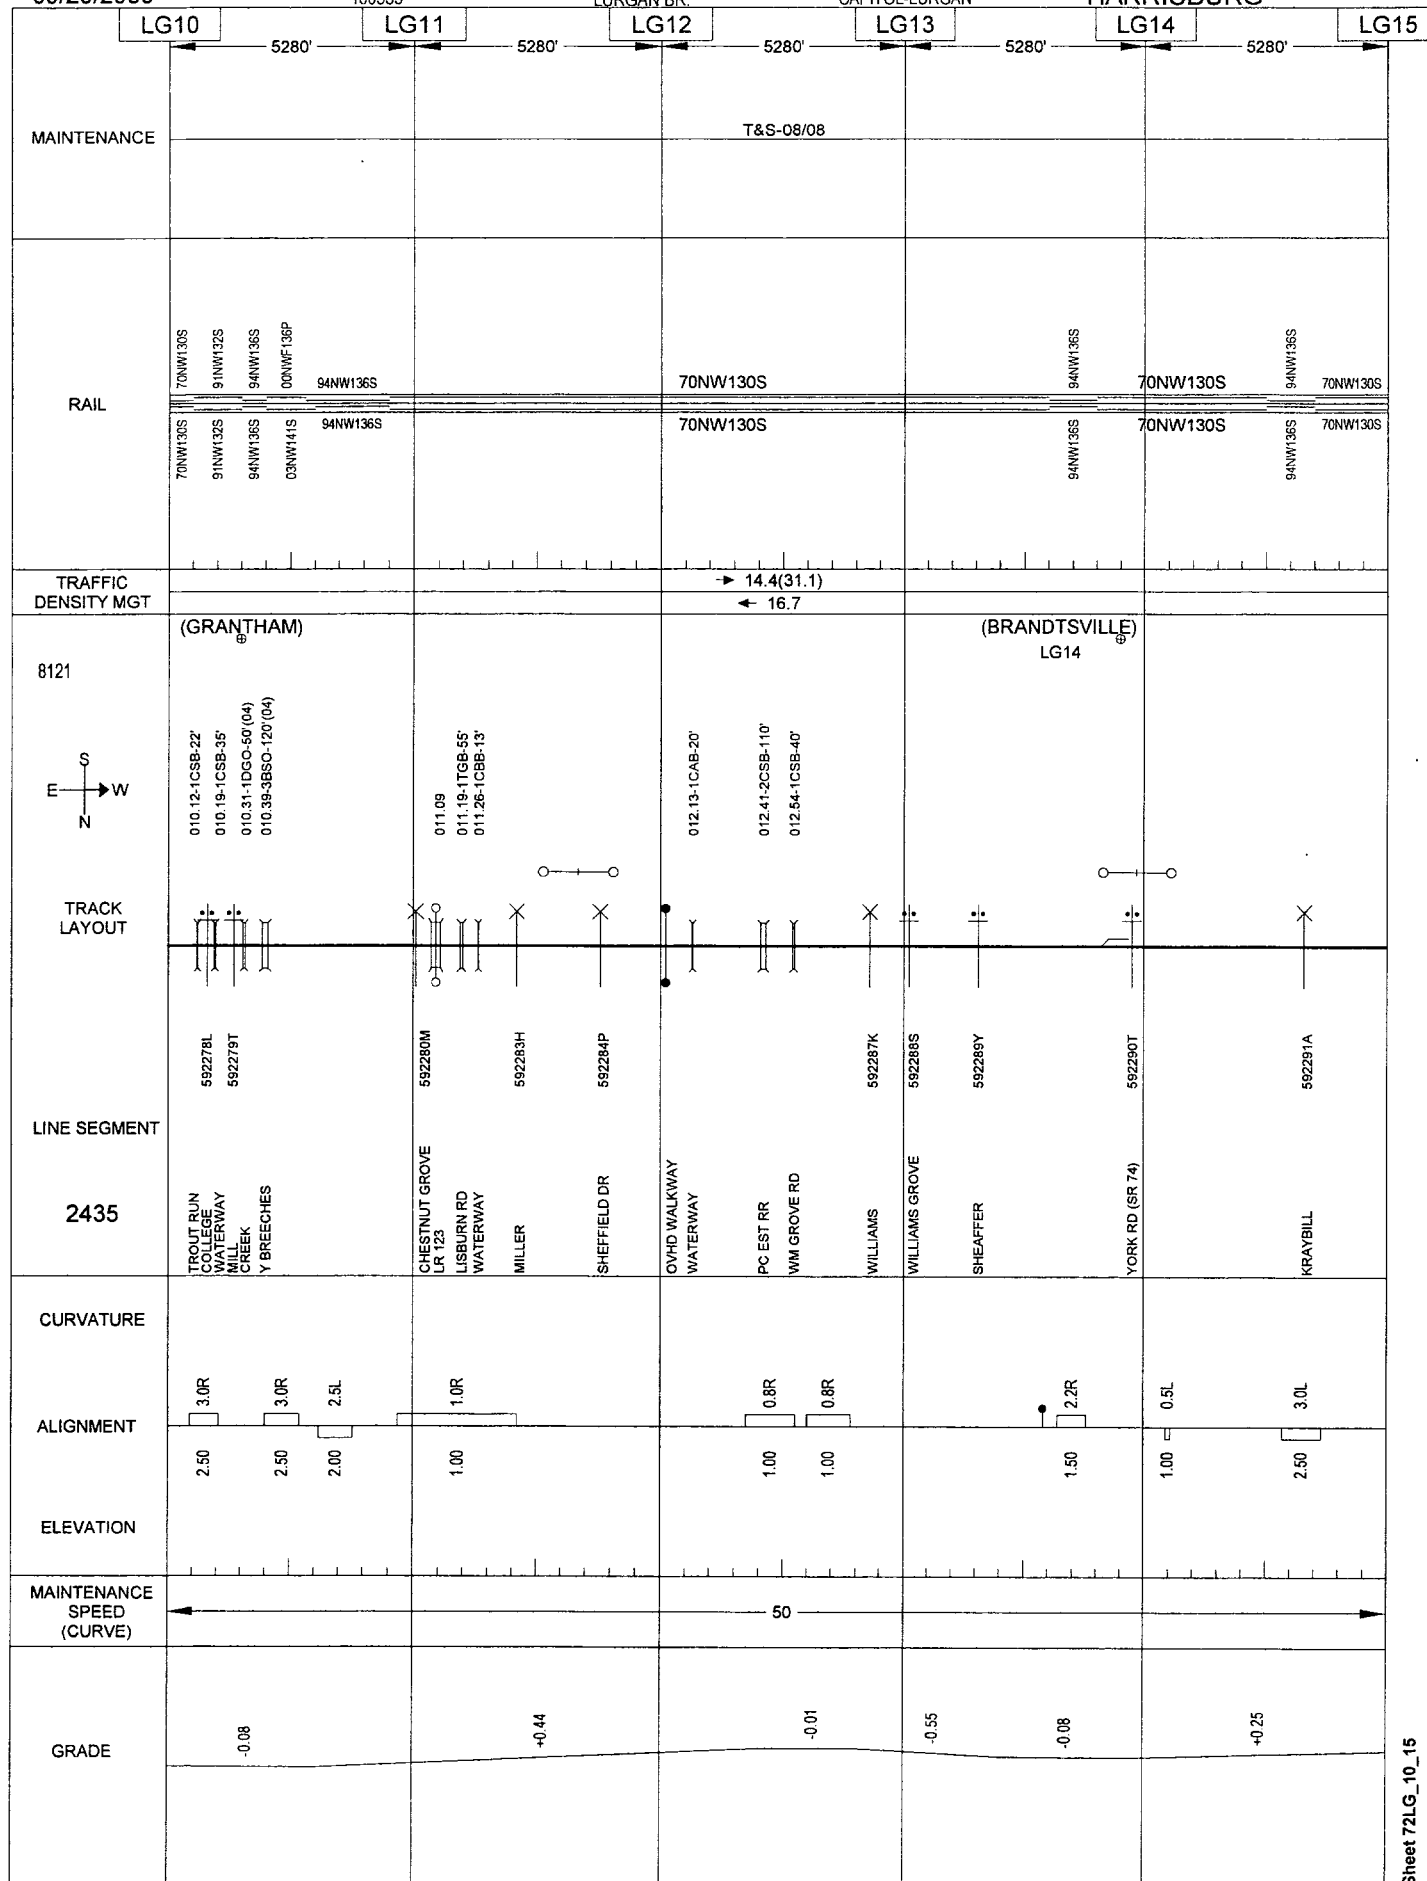 LURGAN BR.
CAPITOL-LURGAN
HARRISBURG
LG10 LG11 LG12 LG13 LG14 LG15
5280' 5280' 5280' 5280' 5280'
MAINTENANCE
T&S-08/08
RAIL
70NW130S 91NW132S 94NW136S 00NWF136P 94NW136S 70NW130S 94NW136S 70NW130S 94NW136S 70NW130S
70NW130S 91NW132S 94NW136S 03NW141S 94NW136S 70NW130S 94NW136S 70NW130S 94NW136S 70NW130S
TRAFFIC
DENSITY MGT
14.4(31.1)
16.7
(GRANTHAM)
(BRANDTSVILLE)
LG14
8121
S
E W
N
010.12-1CSB-22'
010.19-1CSB-35'
010.31-1DGO-50'(04)
010.39-3BSO-120'(04)
011.09
011.19-1TGB-55'
011.26-1CBB-13'
012.13-1CAB-20'
012.41-2CSB-110'
012.54-1CSB-40'
TRACK
LAYOUT
592278L
592279T
592280M
592283H
592284P
592287K
592288S
592289Y
592290T
592291A
LINE SEGMENT
2435
TROUT RUN
COLLEGE
WATERWAY
MILL
CREEK
Y BREECHES
CHESTNUT GROVE
LR 123
LISBURN RD
WATERWAY
MILLER
SHEFFIELD DR
OVHD WALKWAY
WATERWAY
PC EST RR
WM GROVE RD
WILLIAMS
WILLIAMS GROVE
SHEAFFER
YORK RD (SR 74)
KRAYBILL
CURVATURE
3.0R 3.0R 2.5L 1.0R 0.8R 0.8R 2.2R 0.5L 3.0L
ALIGNMENT
2.50 2.50 2.00 1.00 1.00 1.00 1.50 1.00 2.50
ELEVATION
MAINTENANCE
SPEED
(CURVE)
50
GRADE
-0.08 +0.44 -0.01 -0.55 -0.08 +0.25
Sheet 72LG_10_15